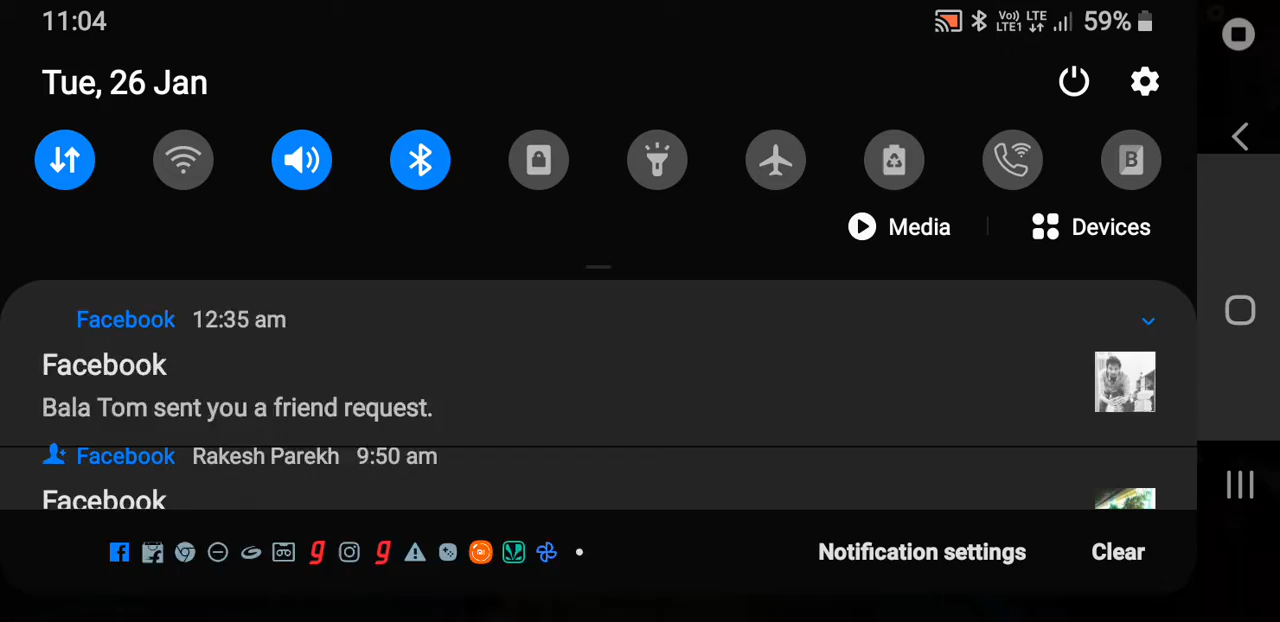 11:04
Vo) LTE 59%
LTE1
Tue, 26 Jan
B
Media
Devices
Facebook 12:35 am
Facebook
Bala Tom sent you a friend request.
Facebook Rakesh Parekh 9:50 am
Facebook
Notification settings
Clear